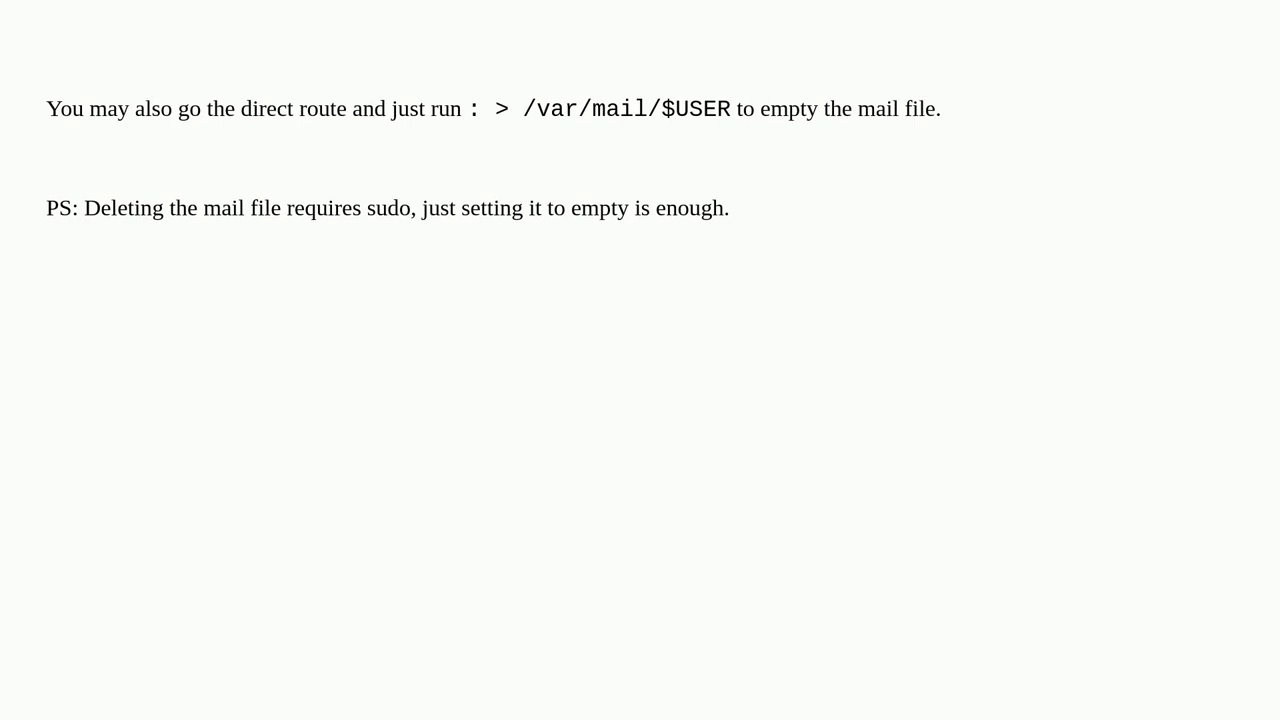 You may also go the direct route and just run : > /var/mail/$USER to empty the mail file.
PS: Deleting the mail file requires sudo, just setting it to empty is enough.